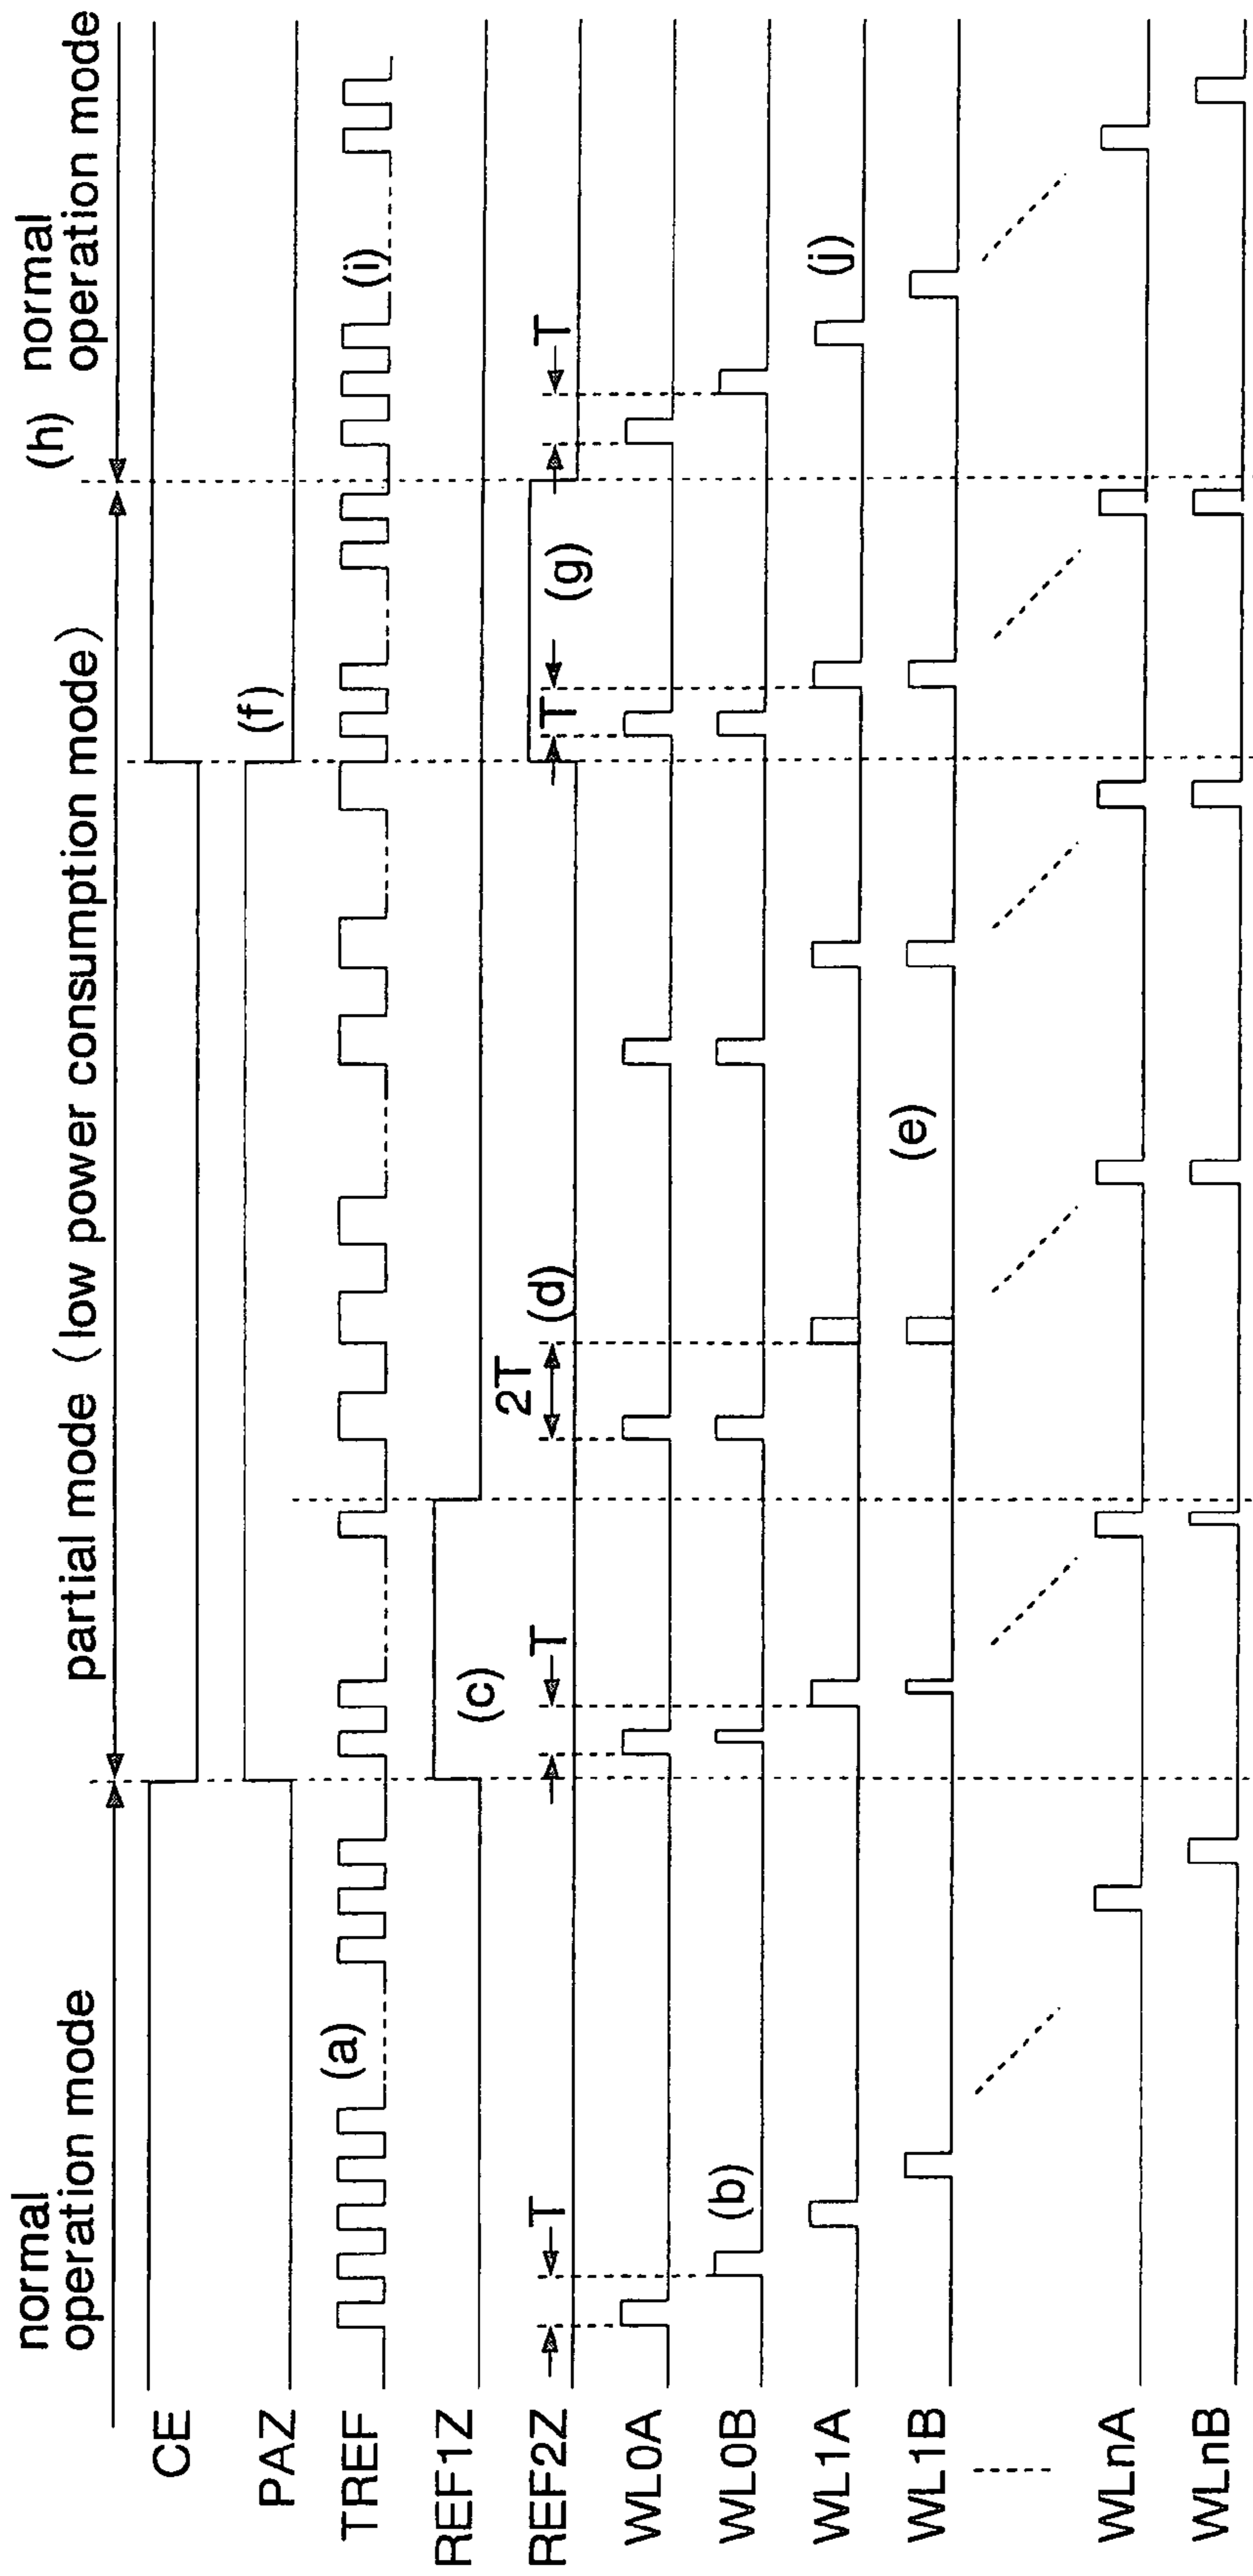 normal
operation mode
partial mode (low power consumption mode)
(h) normal
operation mode
CE
PAZ
(f)
TREF
(a)
(i)
REF1Z
(c)
REF2Z
T
T
2T
(d)
T
(g)
T
WL0A
WL0B
(b)
WL1A
(j)
WL1B
(e)
WLnA
WLnB